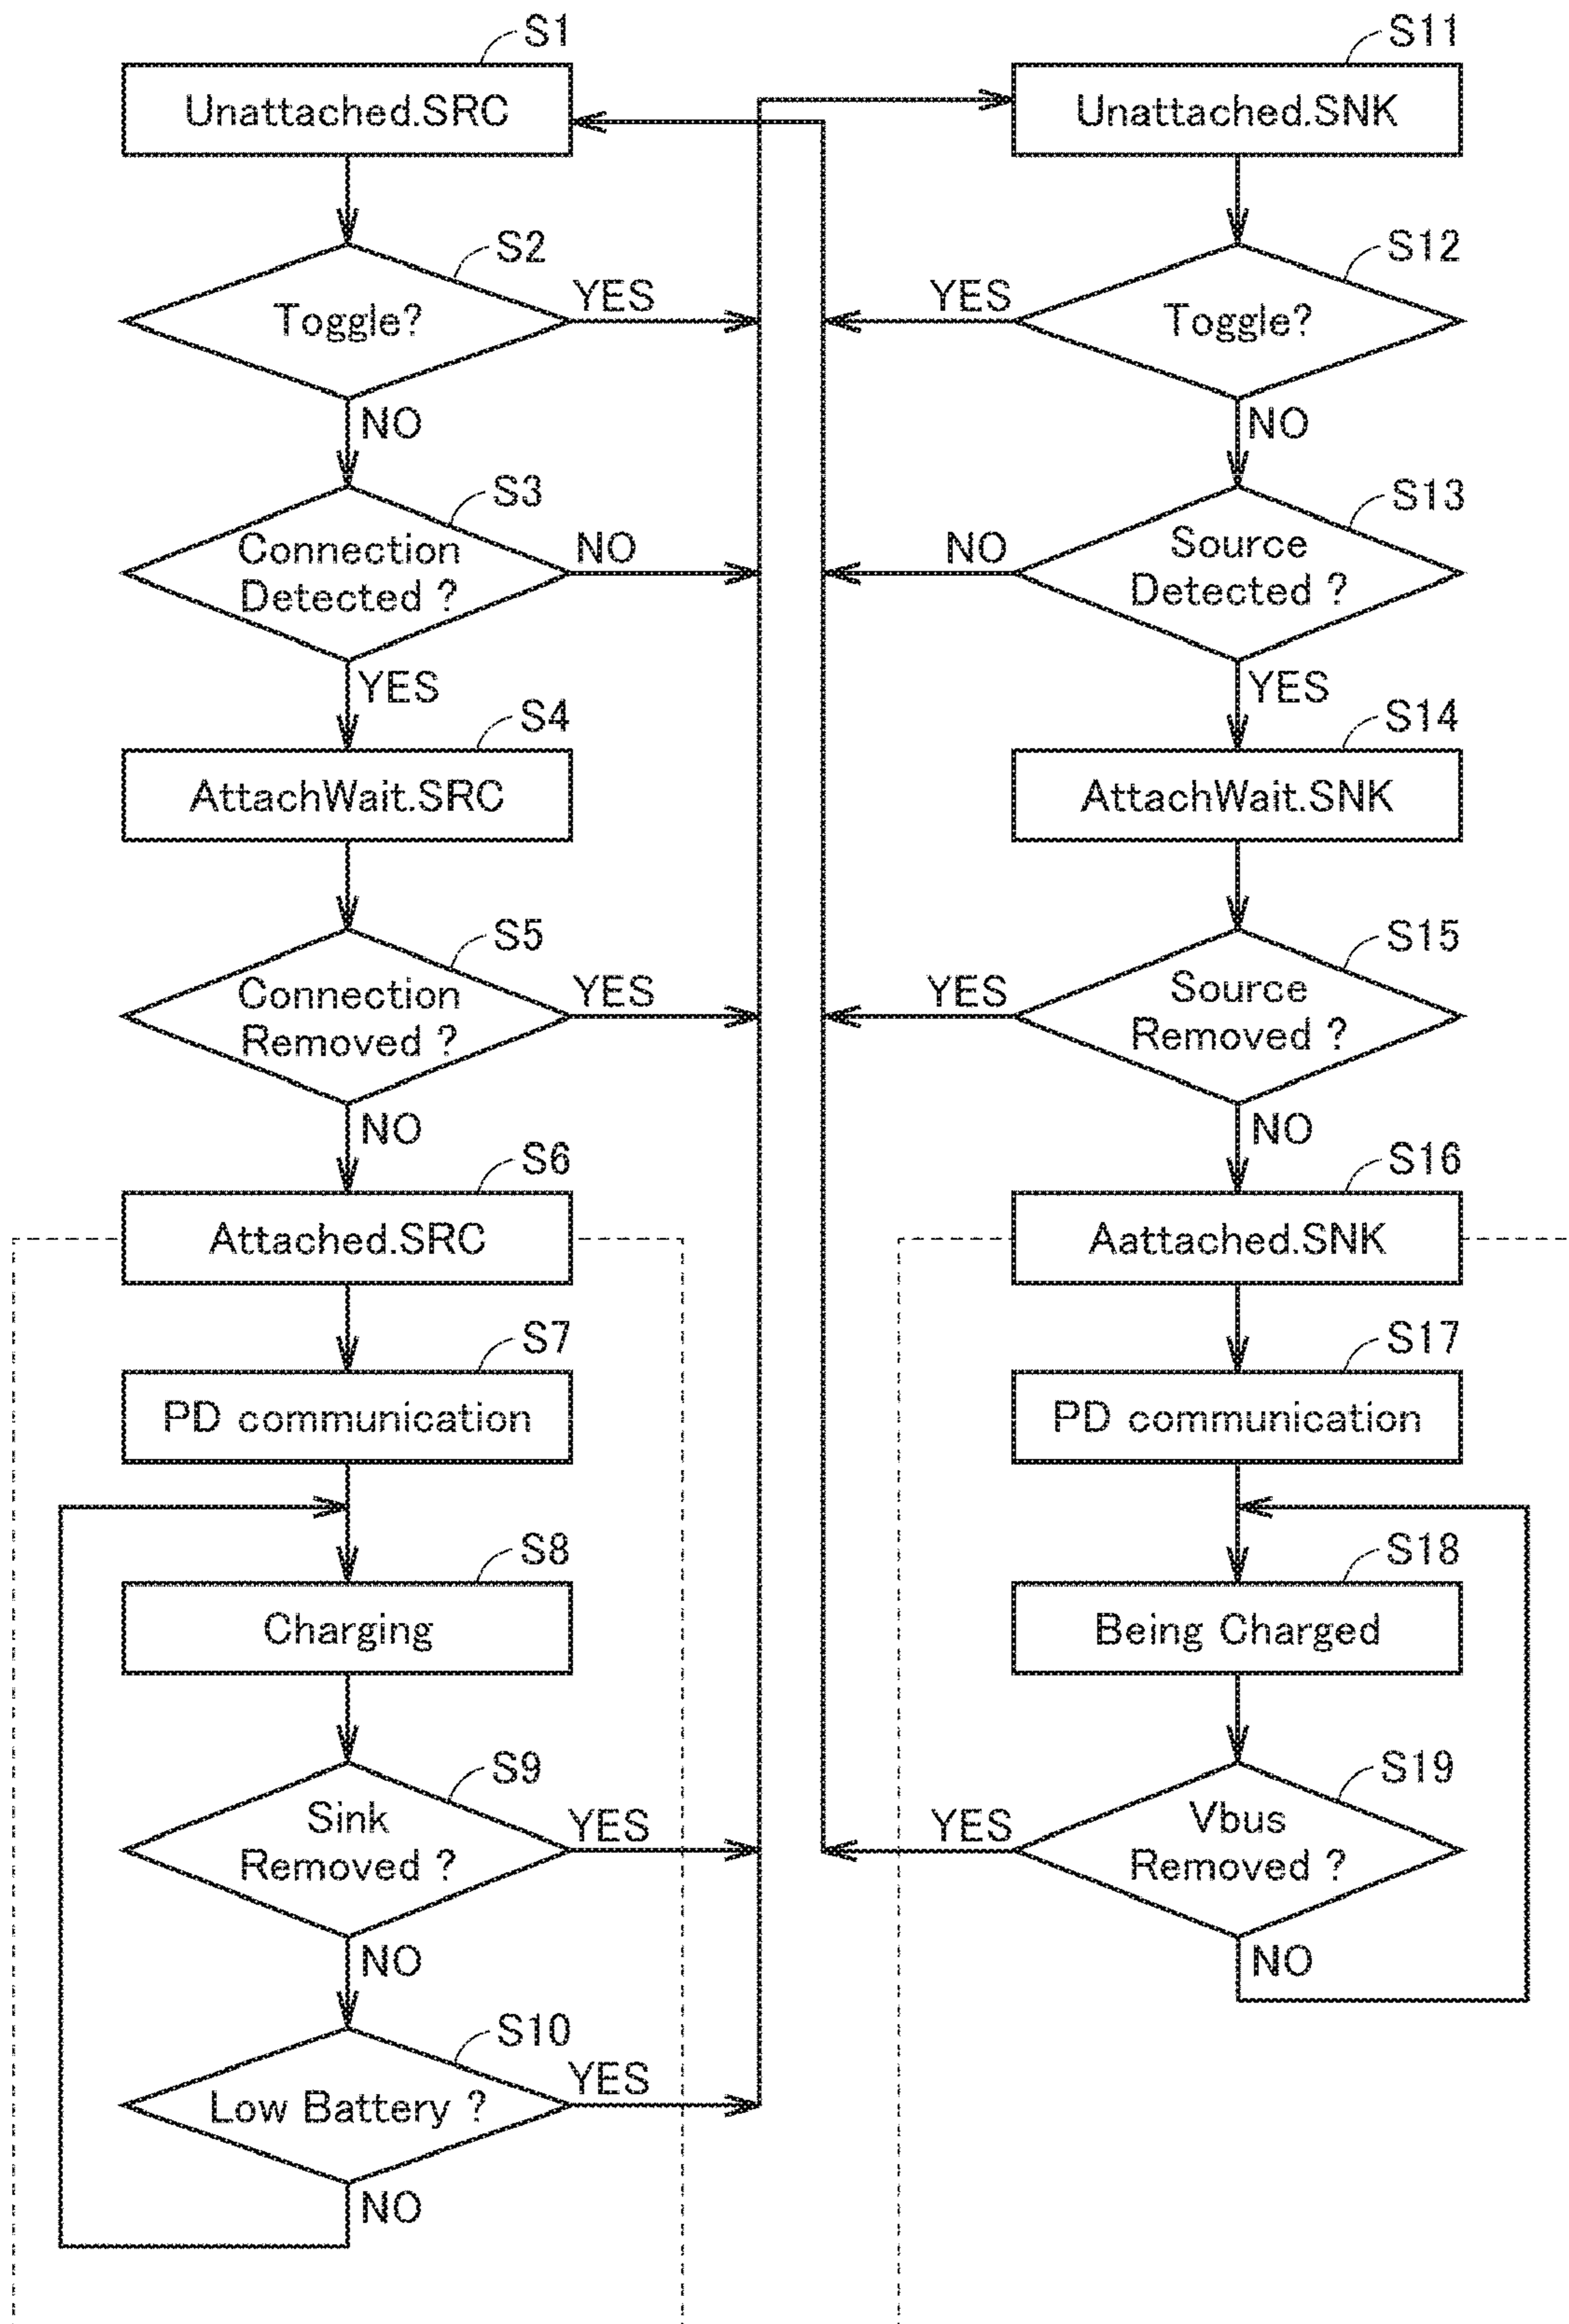 S1
Unattached.SRC
S2
Toggle?
YES
NO
S3
Connection
Detected ?
NO
YES
S4
AttachWait.SRC
S5
Connection
Removed ?
YES
NO
S6
Attached.SRC
S7
PD communication
S8
Charging
S9
Sink
Removed ?
YES
NO
S10
Low Battery ?
YES
NO
S11
Unattached.SNK
S12
Toggle?
YES
NO
S13
Source
Detected ?
NO
YES
S14
AttachWait.SNK
S15
Source
Removed ?
YES
NO
S16
Aattached.SNK
S17
PD communication
S18
Being Charged
S19
Vbus
Removed ?
YES
NO